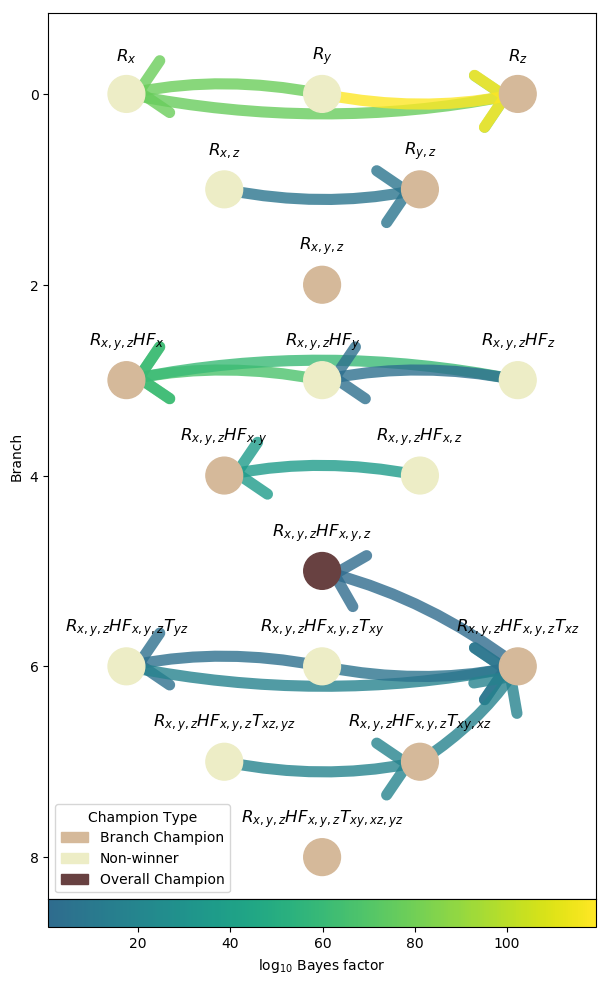 R_x R_y R_z
0
R_{x,z} R_{y,z}
R_{x,y,z}
2
R_{x,y,z}HF_x R_{x,y,z}HF_y R_{x,y,z}HF_z
R_{x,y,z}HF_{x,y} R_{x,y,z}HF_{x,z}
Branch
4
R_{x,y,z}HF_{x,y,z}
R_{x,y,z}HF_{x,y,z}T_{yz} R_{x,y,z}HF_{x,y,z}T_{xy} R_{x,y,z}HF_{x,y,z}T_{xz}
6
R_{x,y,z}HF_{x,y,z}T_{xz,yz} R_{x,y,z}HF_{x,y,z}T_{xy,xz}
R_{x,y,z}HF_{x,y,z}T_{xy,xz,yz}
Champion Type
Branch Champion
Non-winner
Overall Champion
8
20 40 60 80 100
log_{10} Bayes factor